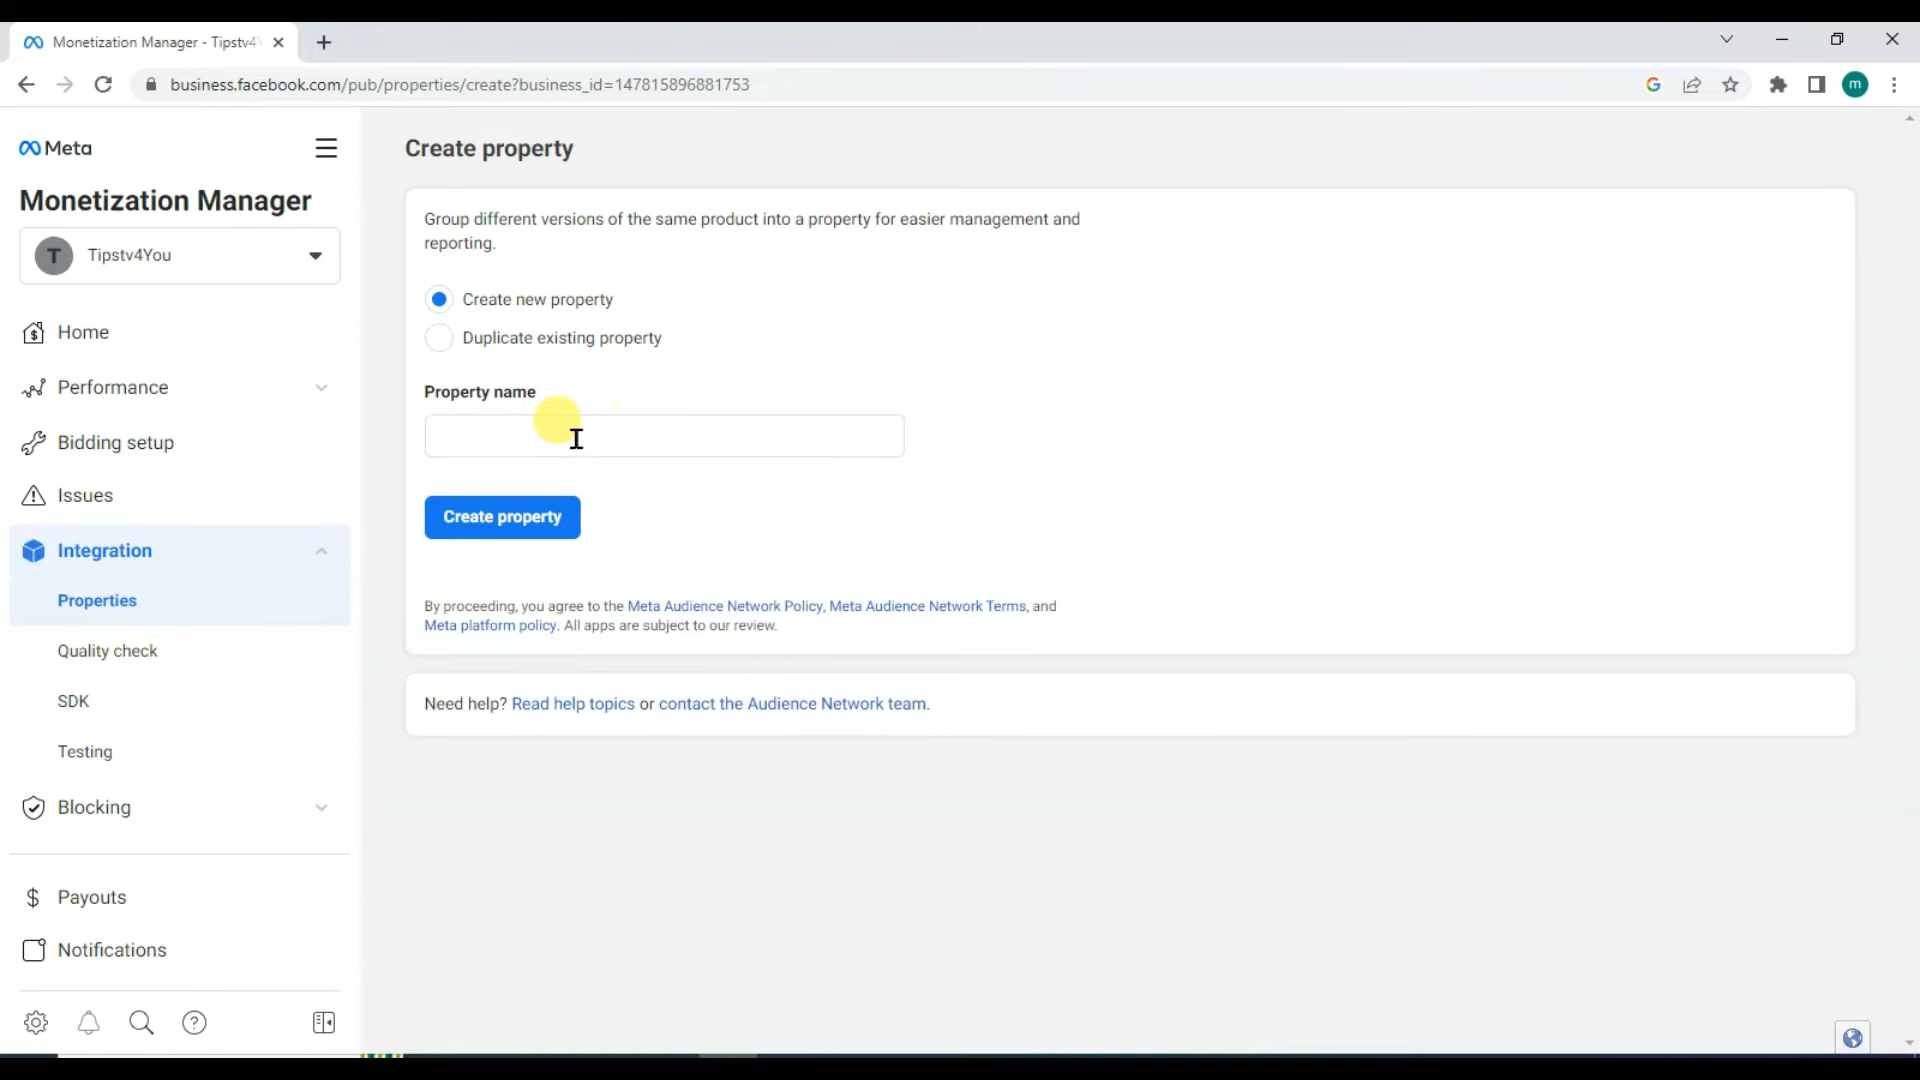 Monetization Manager - Tipstv4Y
business.facebook.com/pub/properties/create?business_id=147815896881753
m
Meta
Monetization Manager
T
Tipstv4You
Home
Performance
Bidding setup
Issues
Integration
Properties
Quality check
SDK
Testing
Blocking
$ Payouts
Notifications
Create property
Group different versions of the same product into a property for easier management and
reporting.
Create new property
Duplicate existing property
Property name
Create property
By proceeding, you agree to the Meta Audience Network Policy, Meta Audience Network Terms, and
Meta platform policy. All apps are subject to our review.
Need help? Read help topics or contact the Audience Network team.